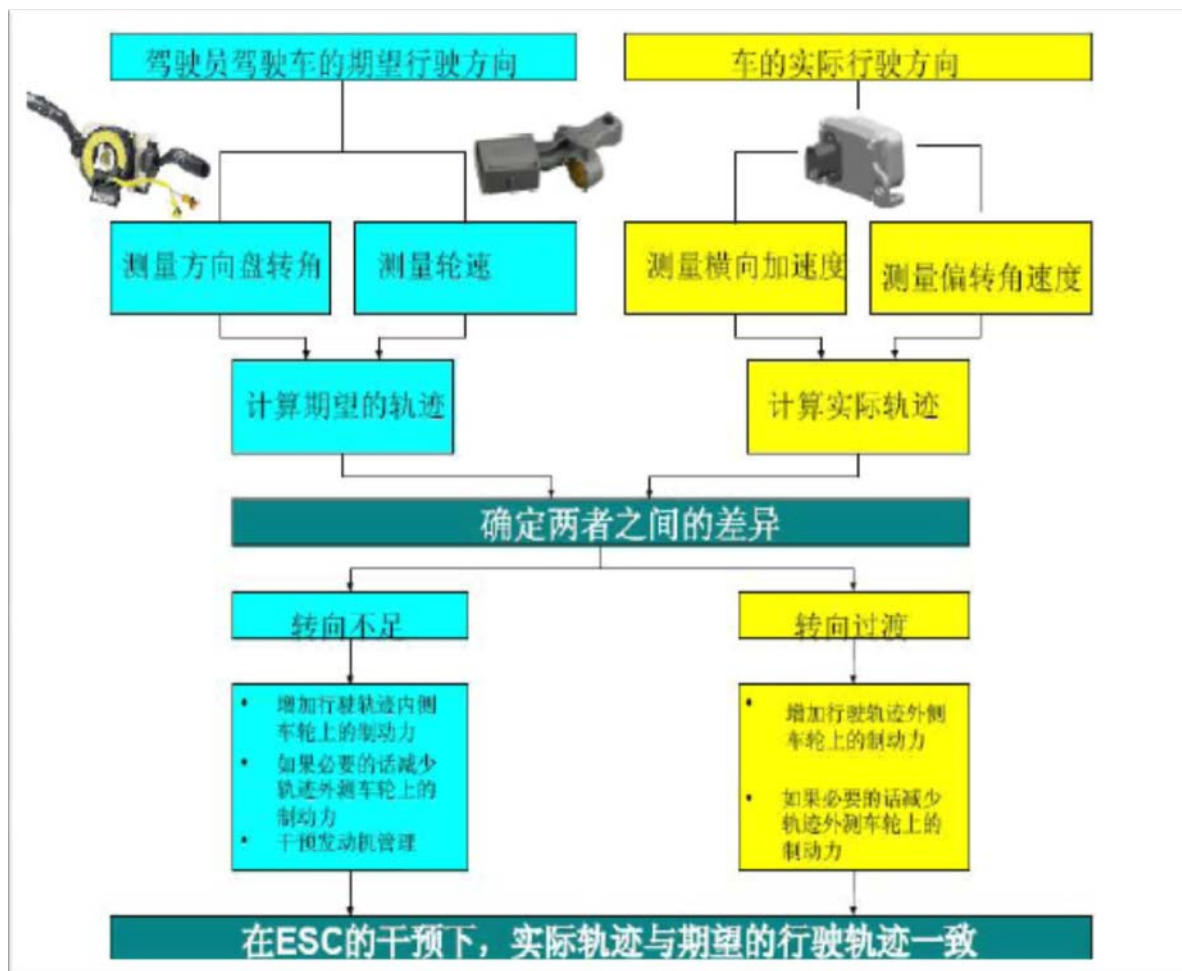 驾驶员驾驶车的期望行驶方向
车的实际行驶方向
测量方向盘转角
测量轮速
测量横向加速度
测量偏转角速度
计算期望的轨迹
计算实际轨迹
确定两者之间的差异
转向不足
转向过渡
• 增加行驶轨迹内侧
车轮上的制动力
• 如果必要的话减少
轨迹外测车轮上的
制动力
• 干预发动机管理
• 增加行驶轨迹外侧
车轮上的制动力
• 如果必要的话减少
轨迹外测车轮上的
制动力
在ESC的干预下，实际轨迹与期望的行驶轨迹一致